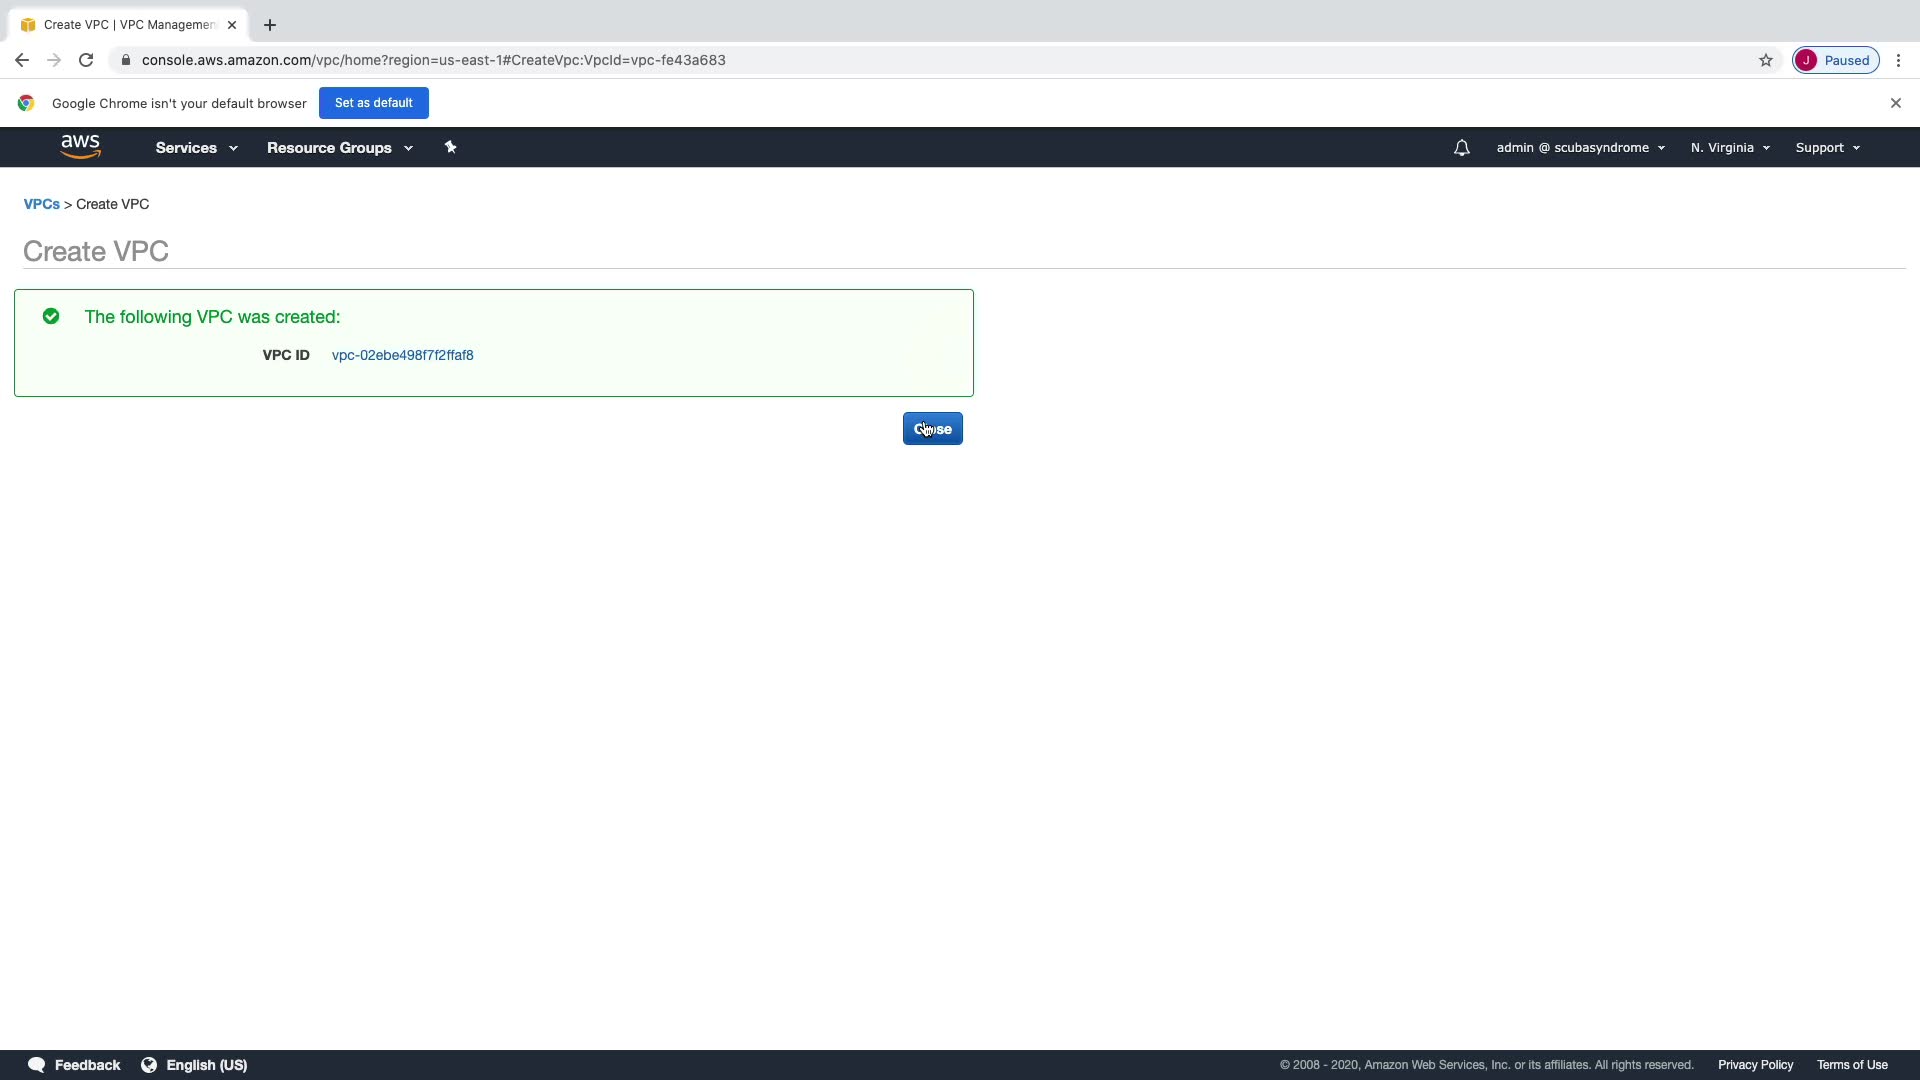 Create VPC | VPC Managemen
console.aws.amazon.com/vpc/home?region=us-east-1#CreateVpc:VpcId=vpc-fe43a683
J Paused
Google Chrome isn't your default browser Set as default
aws Services Resource Groups admin @ scubasyndrome N. Virginia Support
VPCs > Create VPC
Create VPC
The following VPC was created:
VPC ID vpc-02ebe498f7f2ffaf8
Close
Feedback English (US) © 2008 - 2020, Amazon Web Services, Inc. or its affiliates. All rights reserved. Privacy Policy Terms of Use